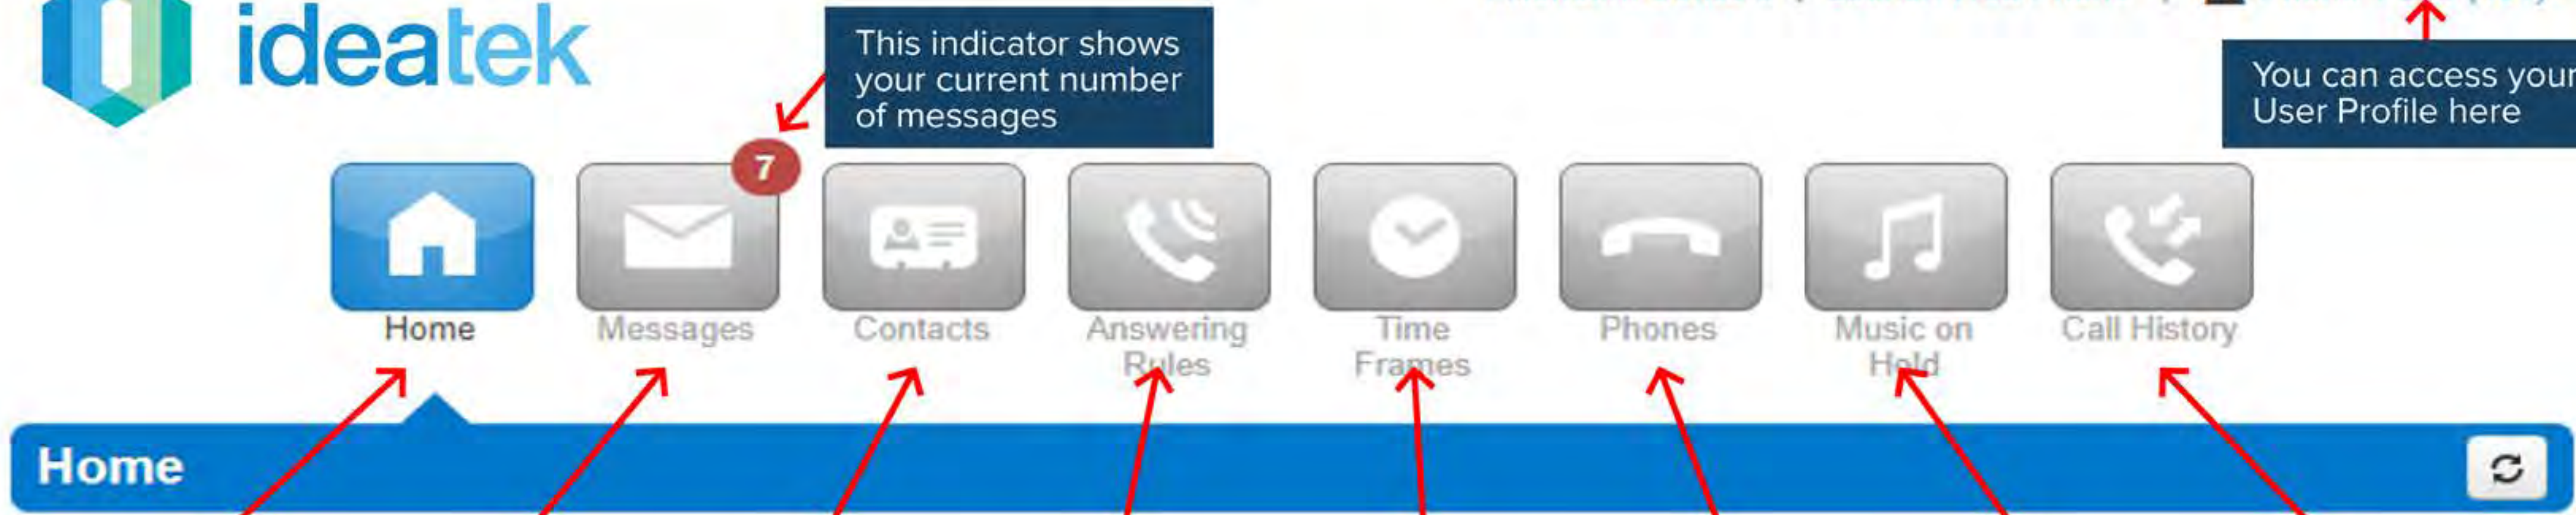 ideatek
This indicator shows
your current number
of messages
You can access your
User Profile here
7
Home
Messages
Contacts
Answering
Rules
Time
Frames
Phones
Music on
Hold
Call History
Home